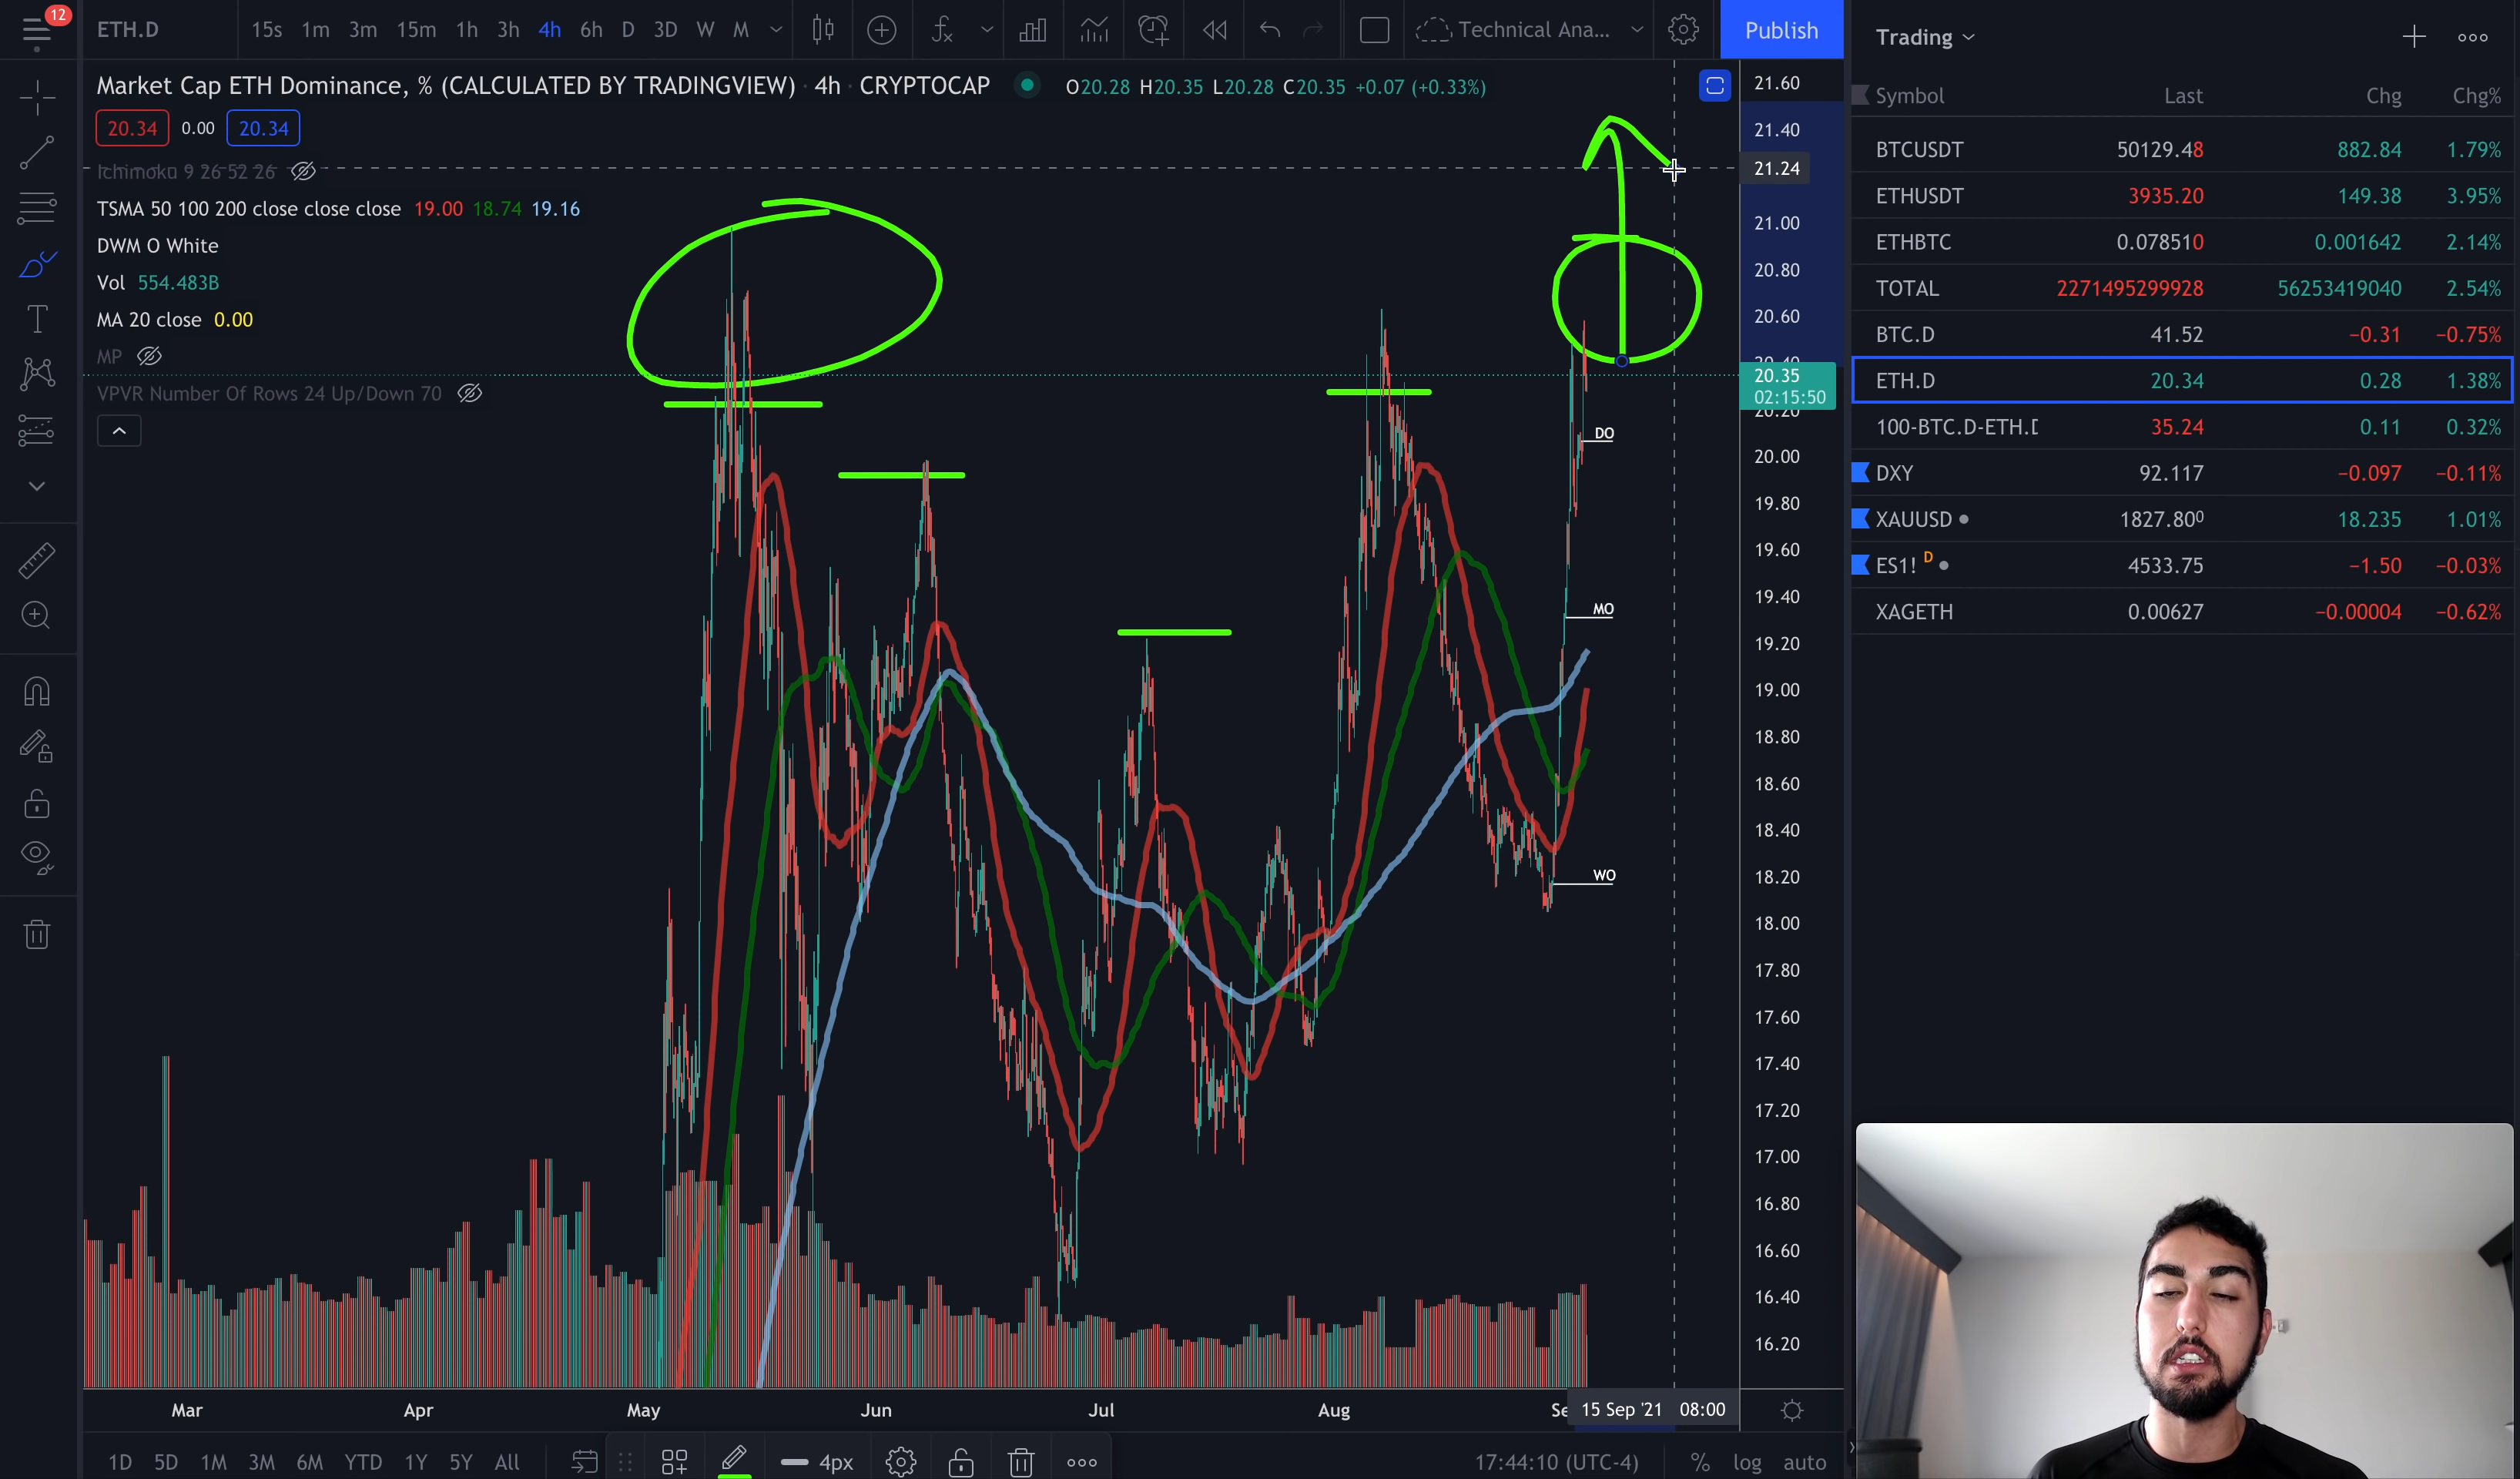 12
ETH.D 15s 1m 3m 15m 1h 3h 4h 6h D 3D W M Technical Ana... Publish
Market Cap ETH Dominance, % (CALCULATED BY TRADINGVIEW) · 4h · CRYPTOCAP O20.28 H20.35 L20.28 C20.35 +0.07 (+0.33%)
20.34 0.00 20.34
Ichimoku 9 26 52 26
TSMA 50 100 200 close close close 19.00 18.74 19.16
DWM O White
Vol 554.483B
MA 20 close 0.00
MP
VPVR Number Of Rows 24 Up/Down 70
DO
MO
WO
21.60
21.40
21.24
21.00
20.80
20.60
20.40
20.35
02:15:50
20.20
20.00
19.80
19.60
19.40
19.20
19.00
18.80
18.60
18.40
18.20
18.00
17.80
17.60
17.40
17.20
17.00
16.80
16.60
16.40
16.20
Mar Apr May Jun Jul Aug Se 15 Sep '21 08:00
1D 5D 1M 3M 6M YTD 1Y 5Y All 4px 17:44:10 (UTC-4) % log auto
Trading
Symbol Last Chg Chg%
BTCUSDT 50129.48 882.84 1.79%
ETHUSDT 3935.20 149.38 3.95%
ETHBTC 0.078510 0.001642 2.14%
TOTAL 2271495299928 56253419040 2.54%
BTC.D 41.52 −0.31 −0.75%
ETH.D 20.34 0.28 1.38%
100-BTC.D-ETH.D 35.24 0.11 0.32%
DXY 92.117 −0.097 −0.11%
XAUUSD 1827.800 18.235 1.01%
ES1! D 4533.75 −1.50 −0.03%
XAGETH 0.00627 −0.00004 −0.62%